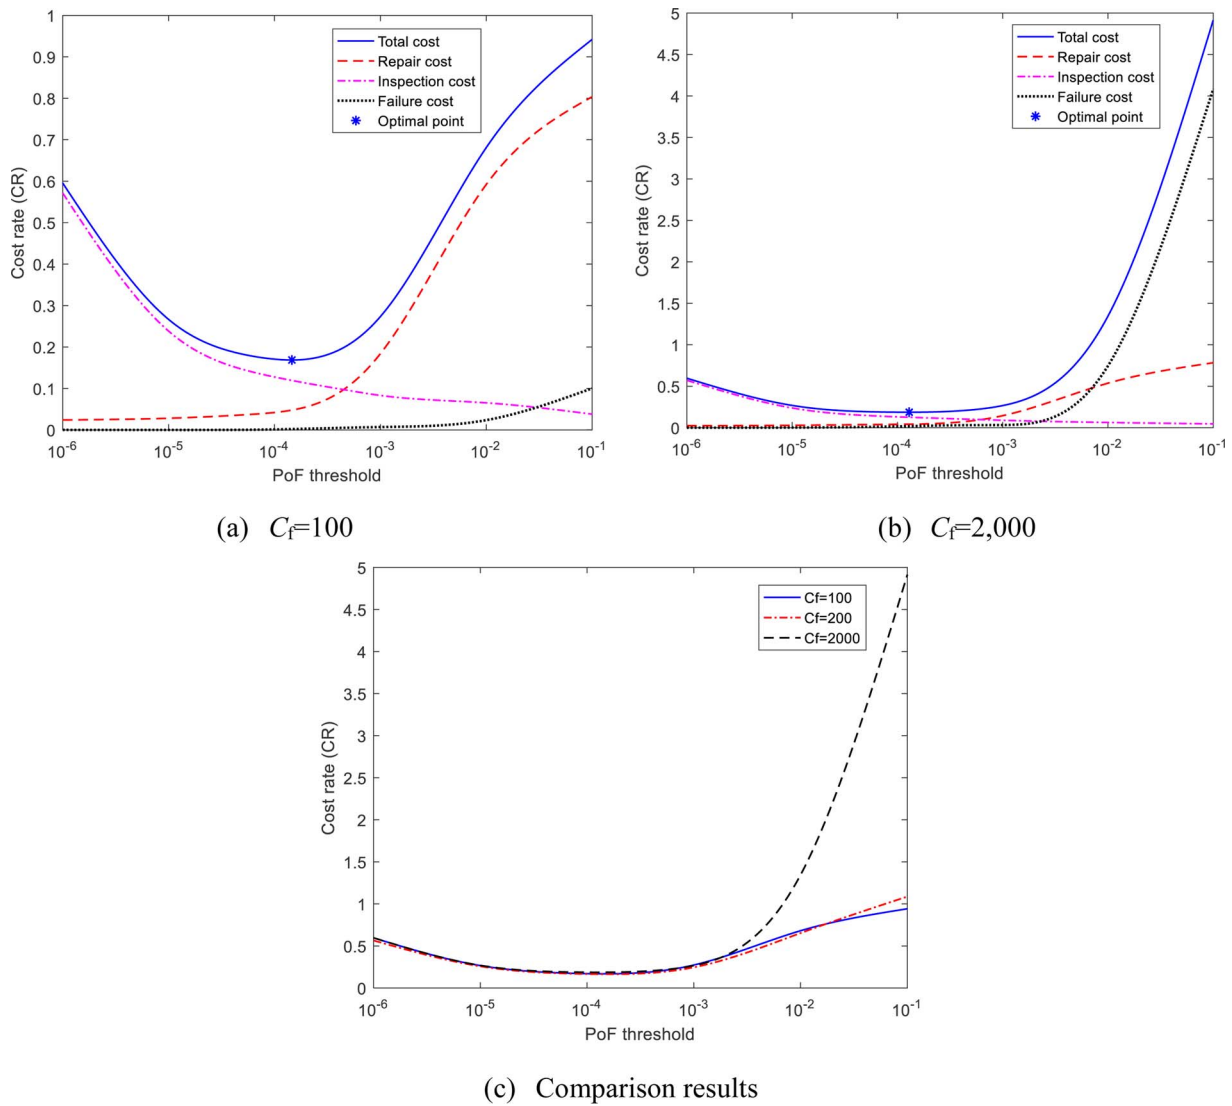 1
0.9
0.8
0.7
0.6
0.5
0.4
0.3
0.2
0.1
0
Cost rate (CR)
Total cost
Repair cost
Inspection cost
Failure cost
Optimal point
10^-6 10^-5 10^-4 10^-3 10^-2 10^-1
PoF threshold
(a) Cf=100
5
4.5
4
3.5
3
2.5
2
1.5
1
0.5
0
Cost rate (CR)
Total cost
Repair cost
Inspection cost
Failure cost
Optimal point
10^-6 10^-5 10^-4 10^-3 10^-2 10^-1
PoF threshold
(b) Cf=2,000
5
4.5
4
3.5
3
2.5
2
1.5
1
0.5
0
Cost rate (CR)
Cf=100
Cf=200
Cf=2000
10^-6 10^-5 10^-4 10^-3 10^-2 10^-1
PoF threshold
(c) Comparison results